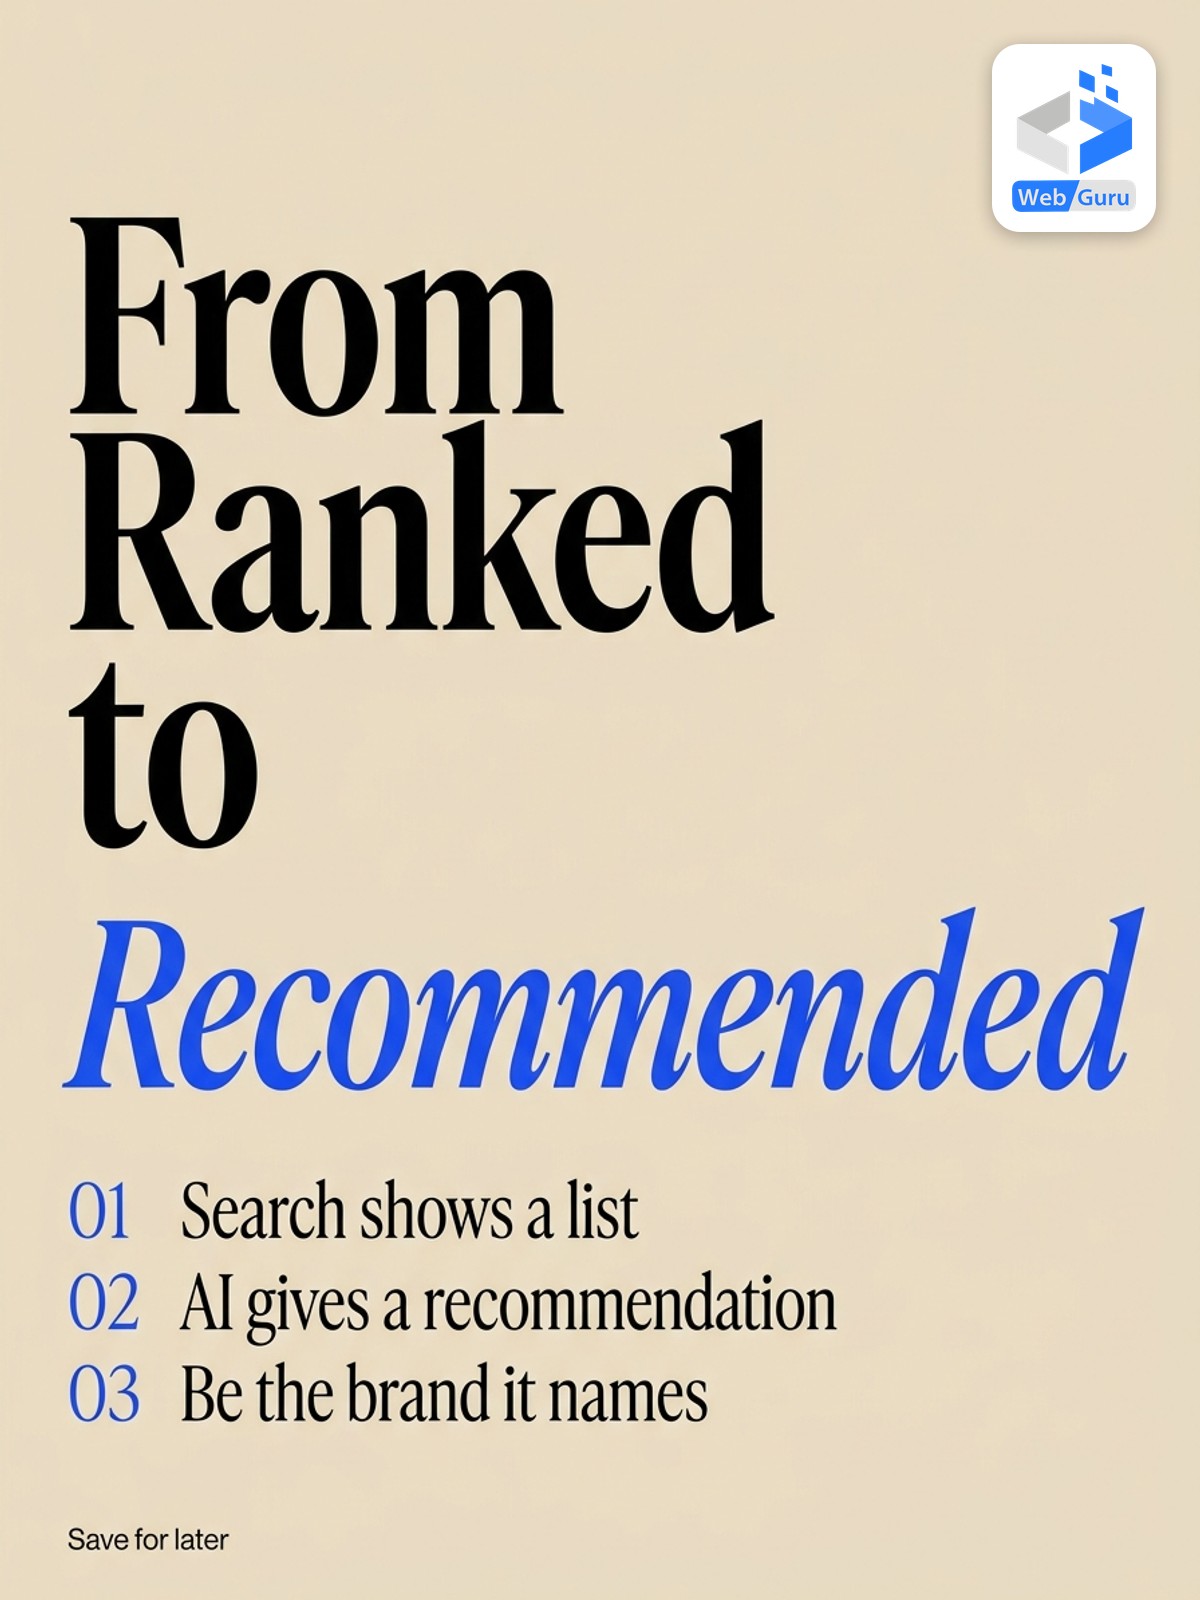 Web Guru
From
Ranked
to
Recommended
01 Search shows a list
02 AI gives a recommendation
03 Be the brand it names
Save for later